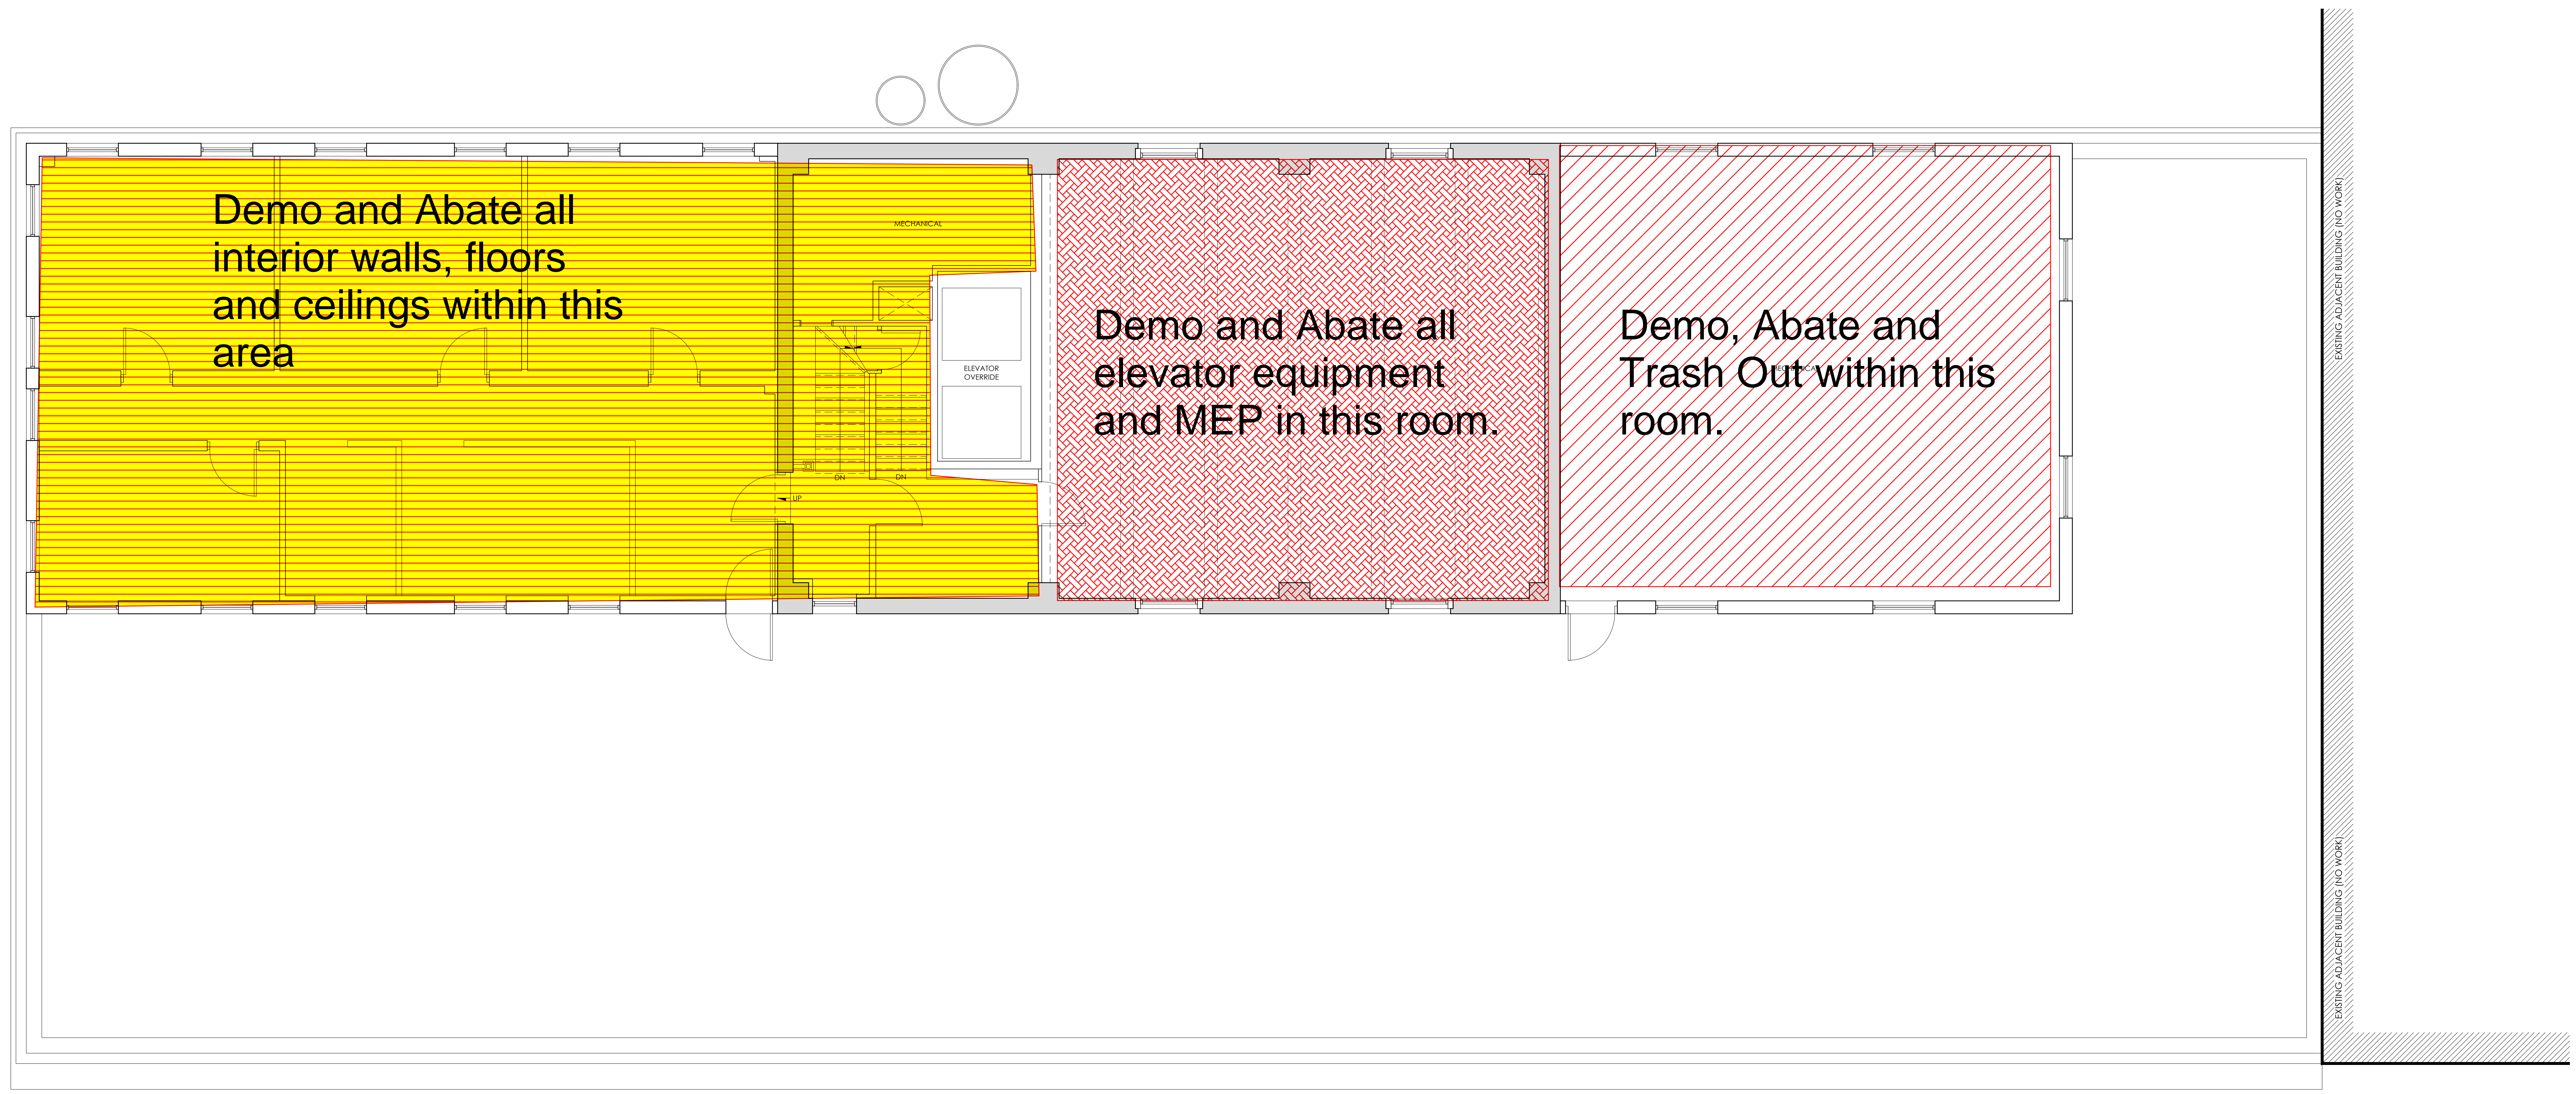 Demo and Abate all
interior walls, floors
and ceilings within this
area
MECHANICAL
ELEVATOR
OVERRIDE
DN
DN
UP
Demo and Abate all
elevator equipment
and MEP in this room.
Demo, Abate and
Trash Out within this
room.
MECHANICAL
EXISTING ADJACENT BUILDING (NO WORK)
EXISTING ADJACENT BUILDING (NO WORK)